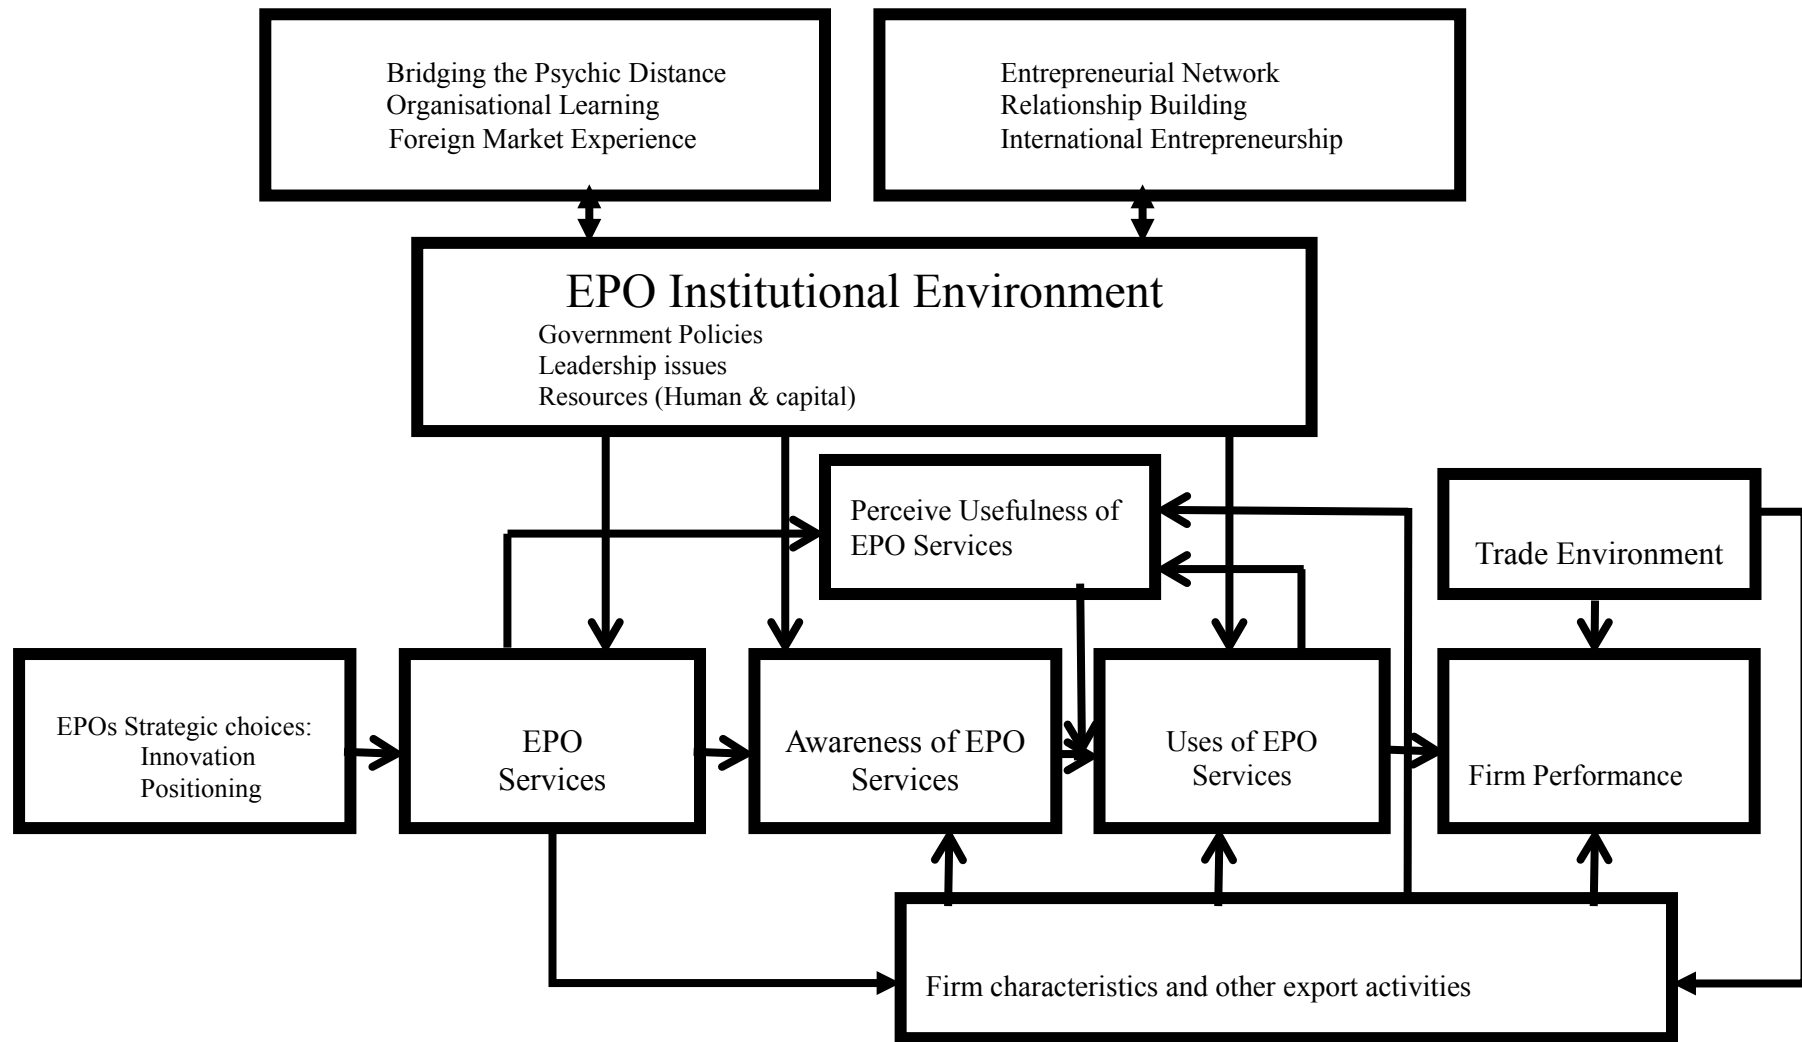 Bridging the Psychic Distance
Organisational Learning
Foreign Market Experience
Entrepreneurial Network
Relationship Building
International Entrepreneurship
EPO Institutional Environment
Government Policies
Leadership issues
Resources (Human & capital)
Perceive Usefulness of
EPO Services
Trade Environment
EPOs Strategic choices:
Innovation
Positioning
EPO
Services
Awareness of EPO
Services
Uses of EPO
Services
Firm Performance
Firm characteristics and other export activities